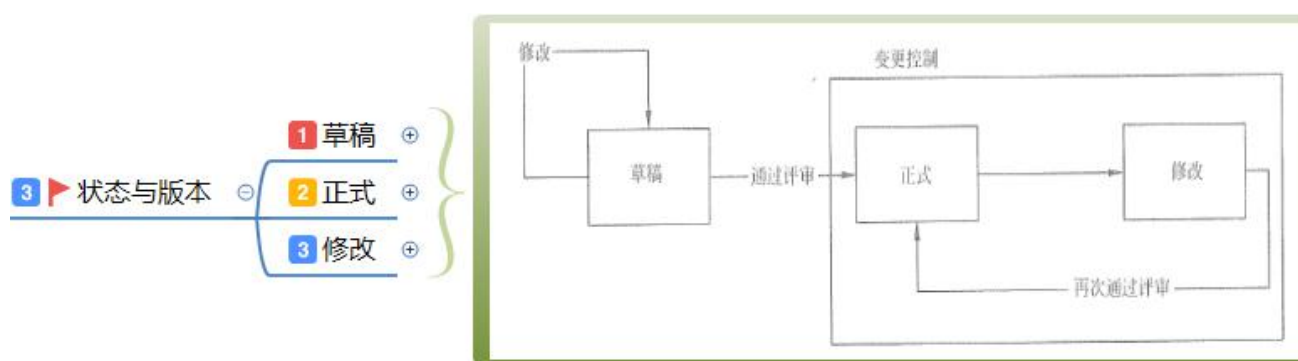 3 状态与版本
1 草稿
2 正式
3 修改
修改
变更控制
草稿
通过评审
正式
修改
再次通过评审